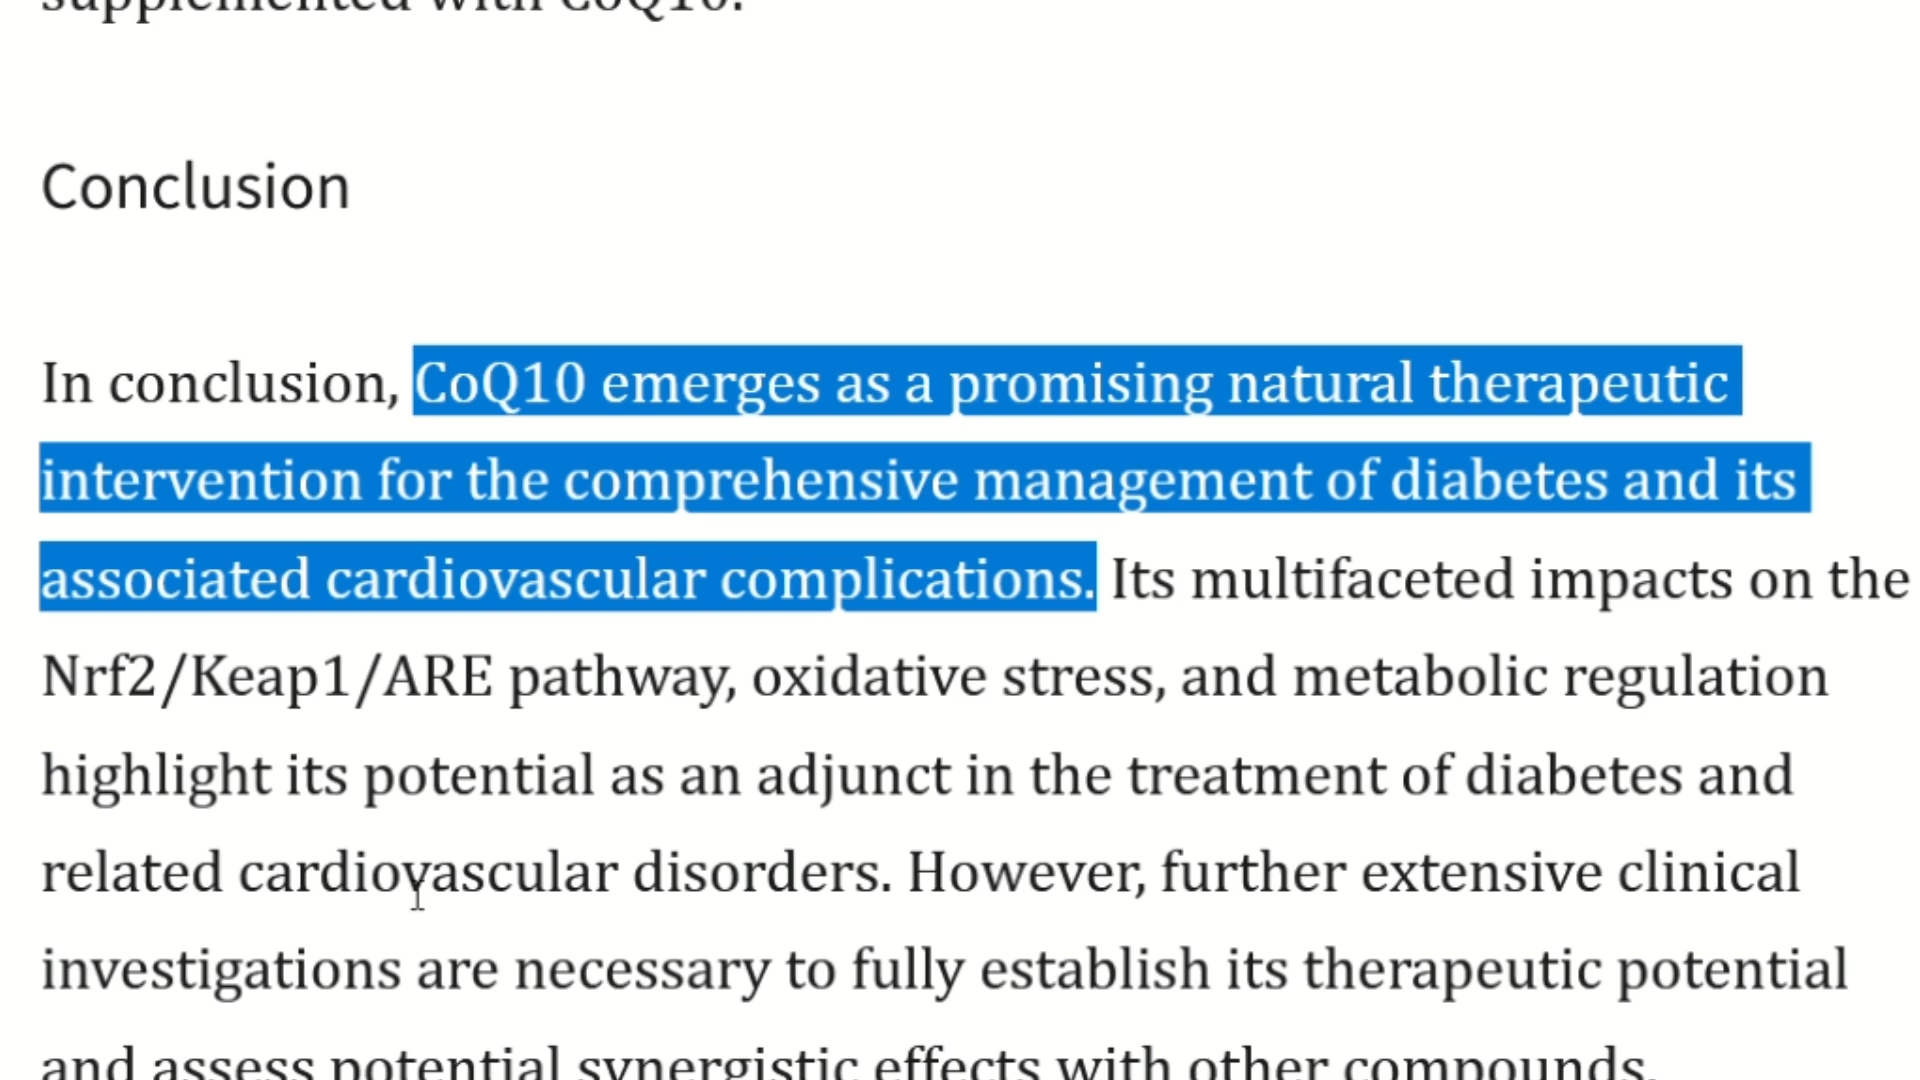 supplemented with CoQ10.
Conclusion
In conclusion, CoQ10 emerges as a promising natural therapeutic
intervention for the comprehensive management of diabetes and its
associated cardiovascular complications. Its multifaceted impacts on the
Nrf2/Keap1/ARE pathway, oxidative stress, and metabolic regulation
highlight its potential as an adjunct in the treatment of diabetes and
related cardiovascular disorders. However, further extensive clinical
investigations are necessary to fully establish its therapeutic potential
and assess potential synergistic effects with other compounds.